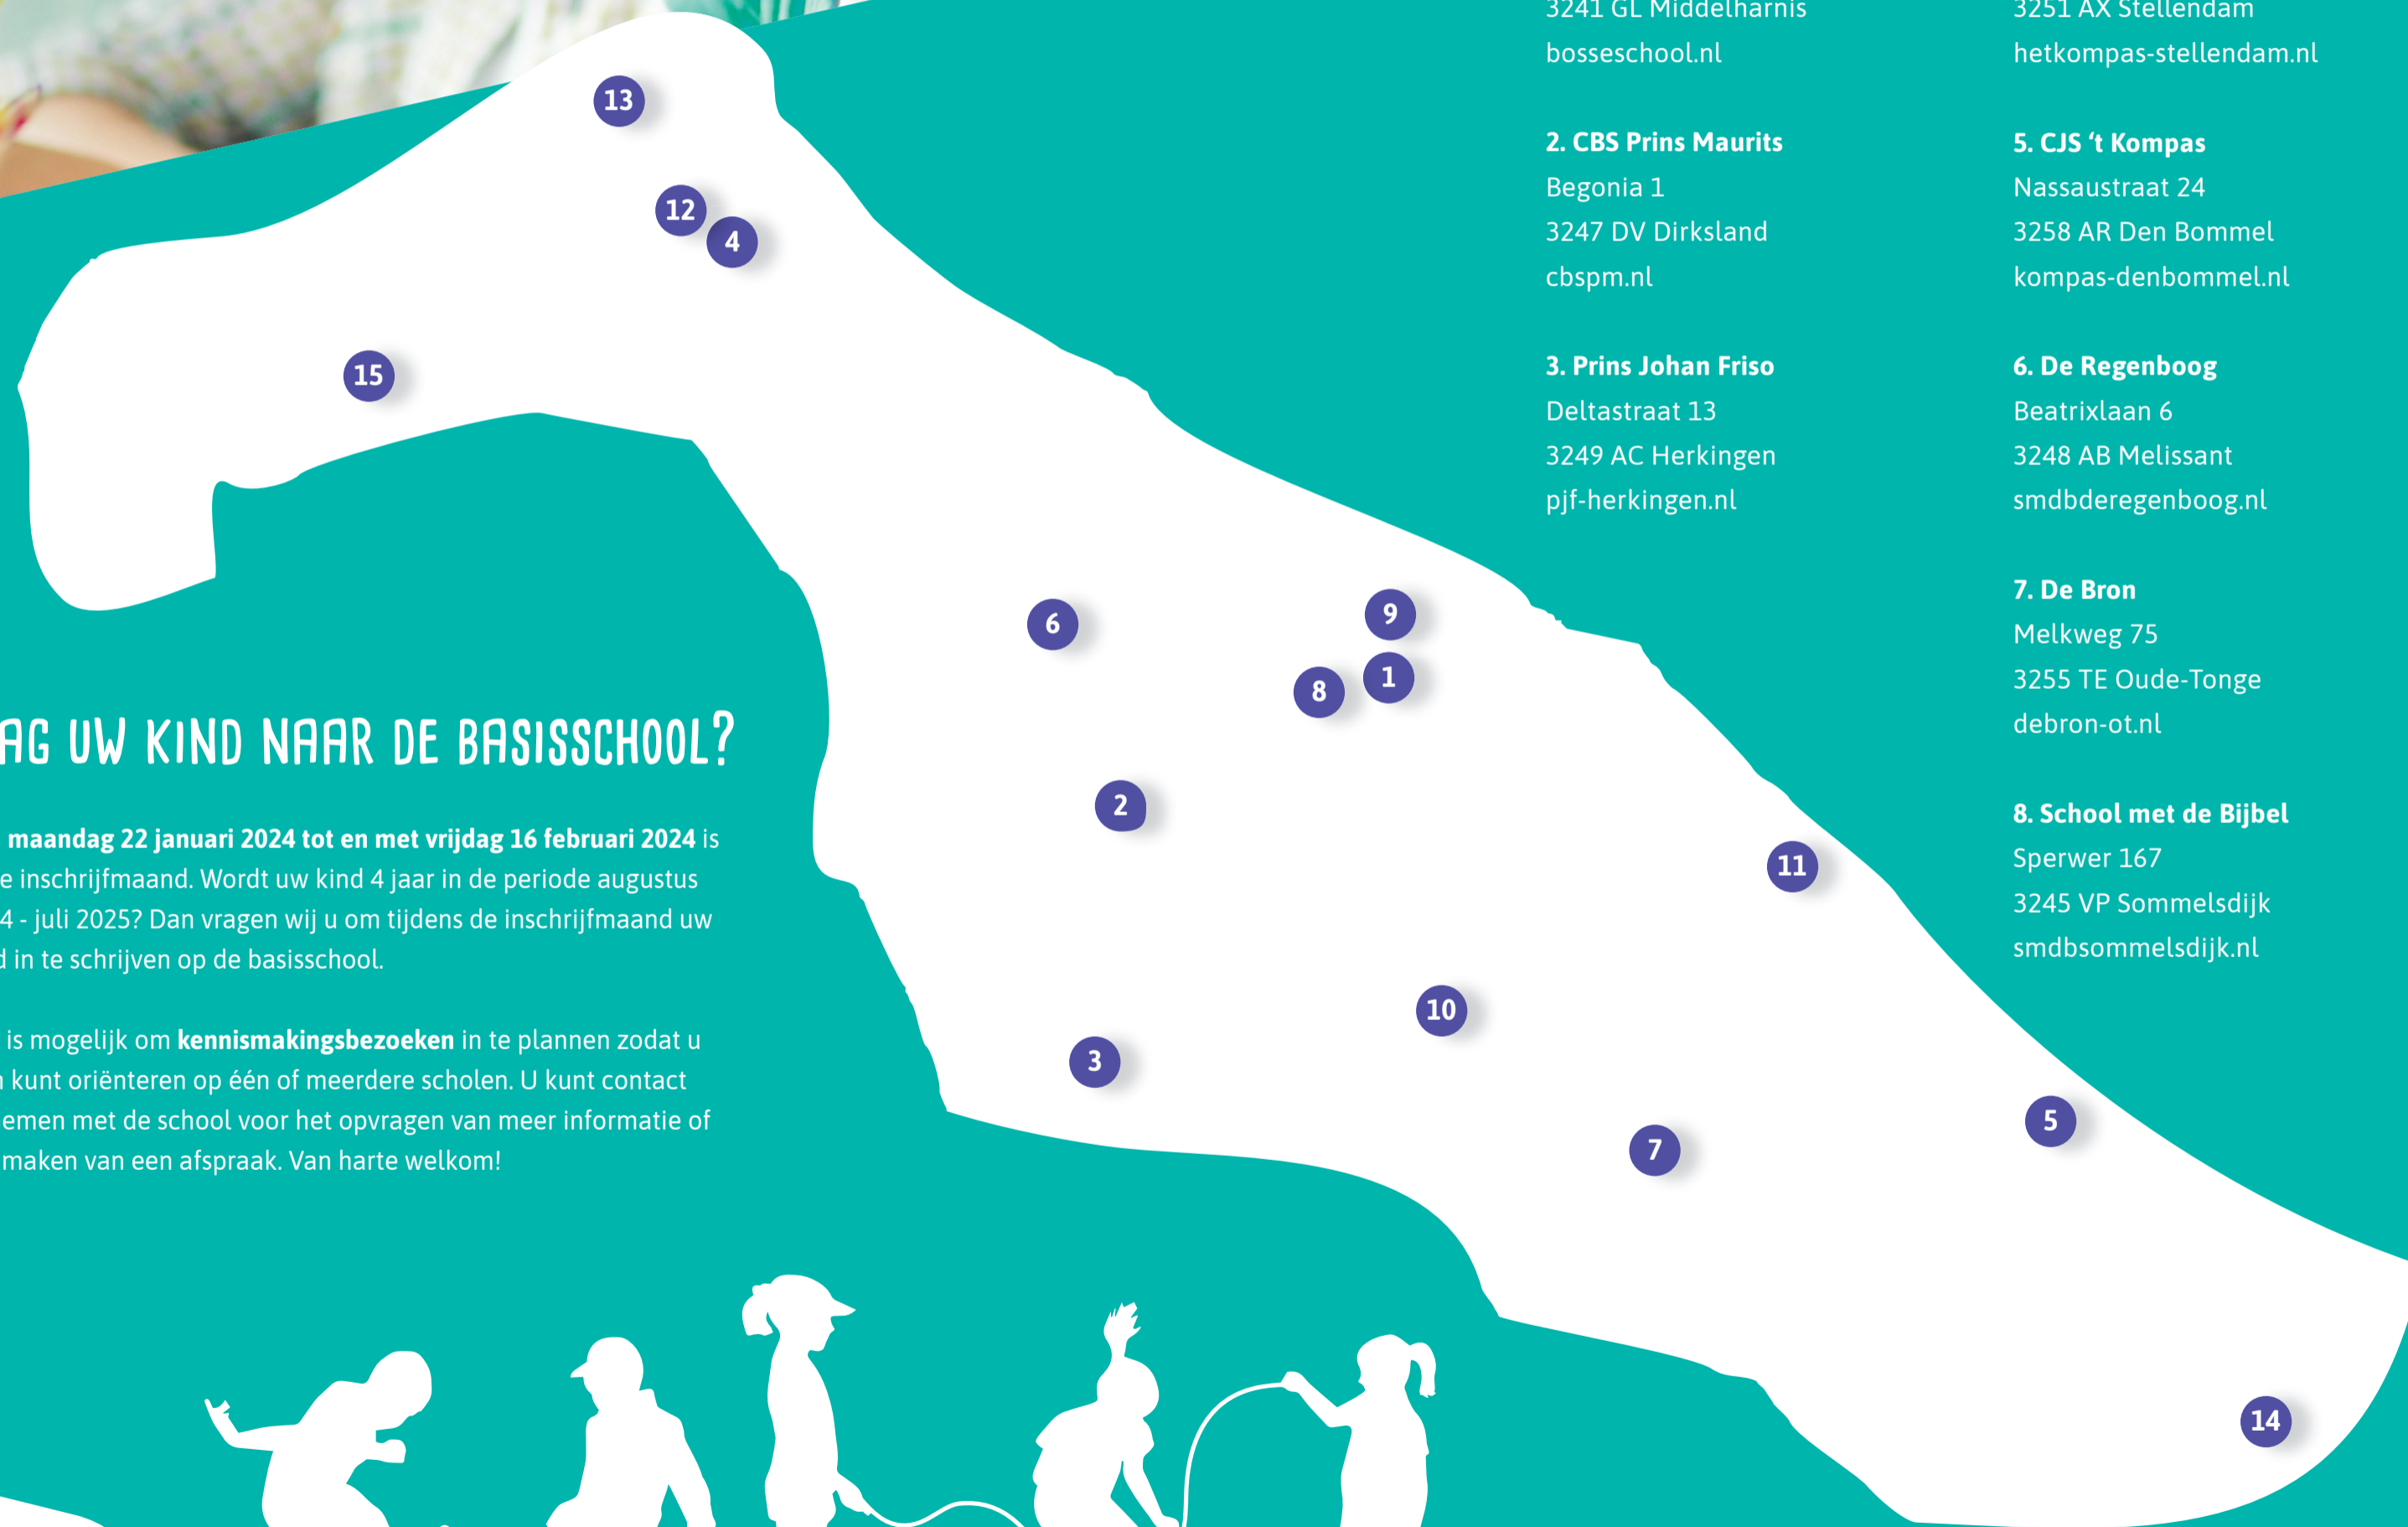 3241 GL Middelharnis
bosseschool.nl
2. CBS Prins Maurits
Begonia 1
3247 DV Dirksland
cbspm.nl
3. Prins Johan Friso
Deltastraat 13
3249 AC Herkingen
pjf-herkingen.nl
3251 AX Stellendam
hetkompas-stellendam.nl
5. CJS ‘t Kompas
Nassaustraat 24
3258 AR Den Bommel
kompas-denbommel.nl
6. De Regenboog
Beatrixlaan 6
3248 AB Melissant
smdbderegenboog.nl
7. De Bron
Melkweg 75
3255 TE Oude-Tonge
debron-ot.nl
8. School met de Bijbel
Sperwer 167
3245 VP Sommelsdijk
smdbsommelsdijk.nl
13
12
4
15
6
9
1
8
2
11
10
3
5
7
14
AG UW KIND NAAR DE BASISSCHOOL?
maandag 22 januari 2024 tot en met vrijdag 16 februari 2024 is
e inschrijfmaand. Wordt uw kind 4 jaar in de periode augustus
4 - juli 2025? Dan vragen wij u om tijdens de inschrijfmaand uw
d in te schrijven op de basisschool.
is mogelijk om kennismakingsbezoeken in te plannen zodat u
kunt oriënteren op één of meerdere scholen. U kunt contact
emen met de school voor het opvragen van meer informatie of
maken van een afspraak. Van harte welkom!